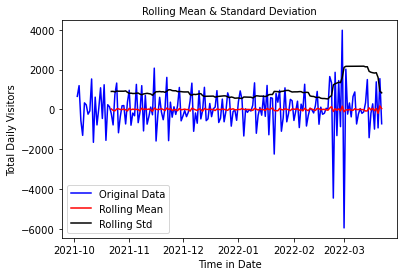 Rolling Mean & Standard Deviation
Total Daily Visitors
4000
2000
0
−2000
−4000
−6000
Original Data
Rolling Mean
Rolling Std
2021-10 2021-11 2021-12 2022-01 2022-02 2022-03
Time in Date